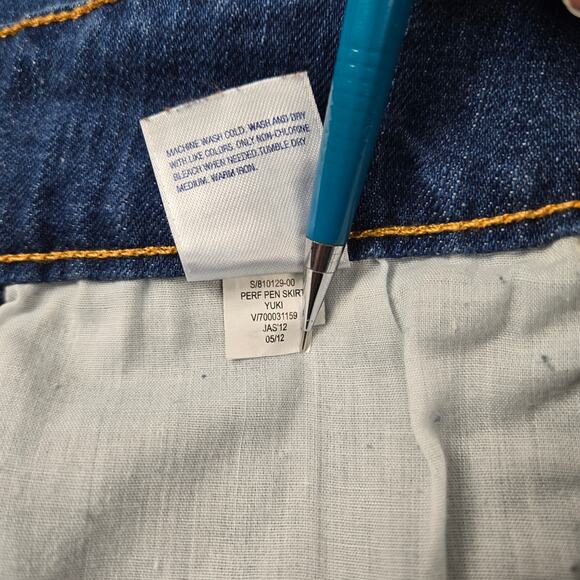 MACHINE WASH COLD. WASH AND DRY
WITH LIKE COLORS. ONLY NON-CHLORINE
BLEACH WHEN NEEDED. TUMBLE DRY
MEDIUM. WARM IRON.
S/810129-00
PERF PEN SKIRT
YUKI
V/700031159
JAS'12
05/12